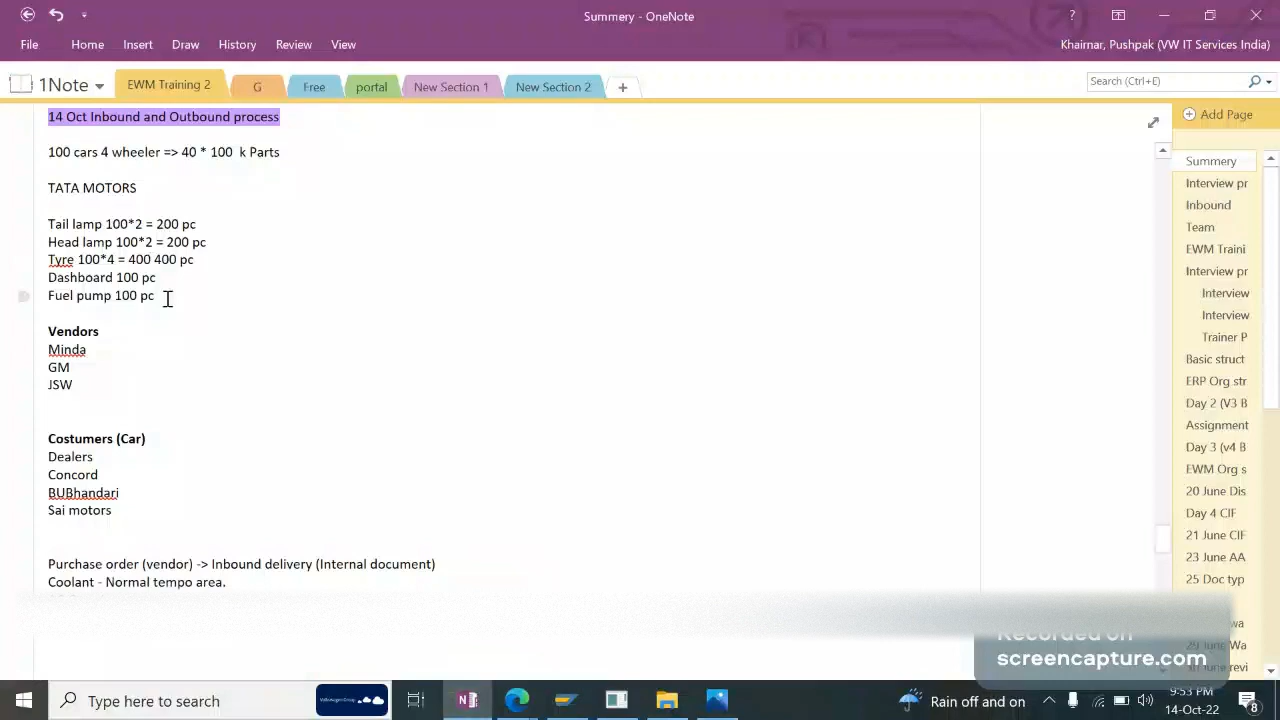 Summery - OneNote
File Home Insert Draw History Review View
Khairnar, Pushpak (VW IT Services India)
1Note
EWM Training 2
G
Free
portal
New Section 1
New Section 2
Search (Ctrl+E)
Add Page
14 Oct Inbound and Outbound process
100 cars 4 wheeler => 40 * 100 k Parts
TATA MOTORS
Tail lamp 100*2 = 200 pc
Head lamp 100*2 = 200 pc
Tyre 100*4 = 400 400 pc
Dashboard 100 pc
Fuel pump 100 pc
Vendors
Minda
GM
JSW
Costumers (Car)
Dealers
Concord
BUBhandari
Sai motors
Purchase order (vendor) -> Inbound delivery (Internal document)
Coolant - Normal tempo area.
Summery
Interview pr
Inbound
Team
EWM Traini
Interview pr
Interview
Interview
Trainer P
Basic struct
ERP Org str
Day 2 (V3 B
Assignment
Day 3 (v4 B
EWM Org s
20 June Dis
Day 4 CIF
21 June CIF
23 June AA
25 Doc typ
Recorded on
screencapture.com
Type here to search
Rain off and on
9:53 PM
14-Oct-22
8